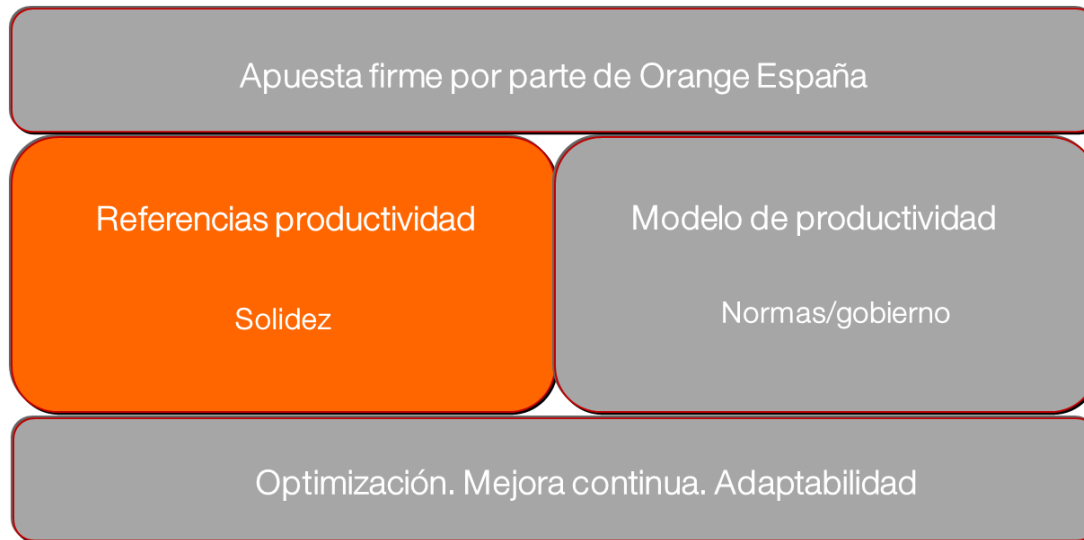 Apuesta firme por parte de Orange España
Referencias productividad
Solidez
Modelo de productividad
Normas/gobierno
Optimización. Mejora continua. Adaptabilidad